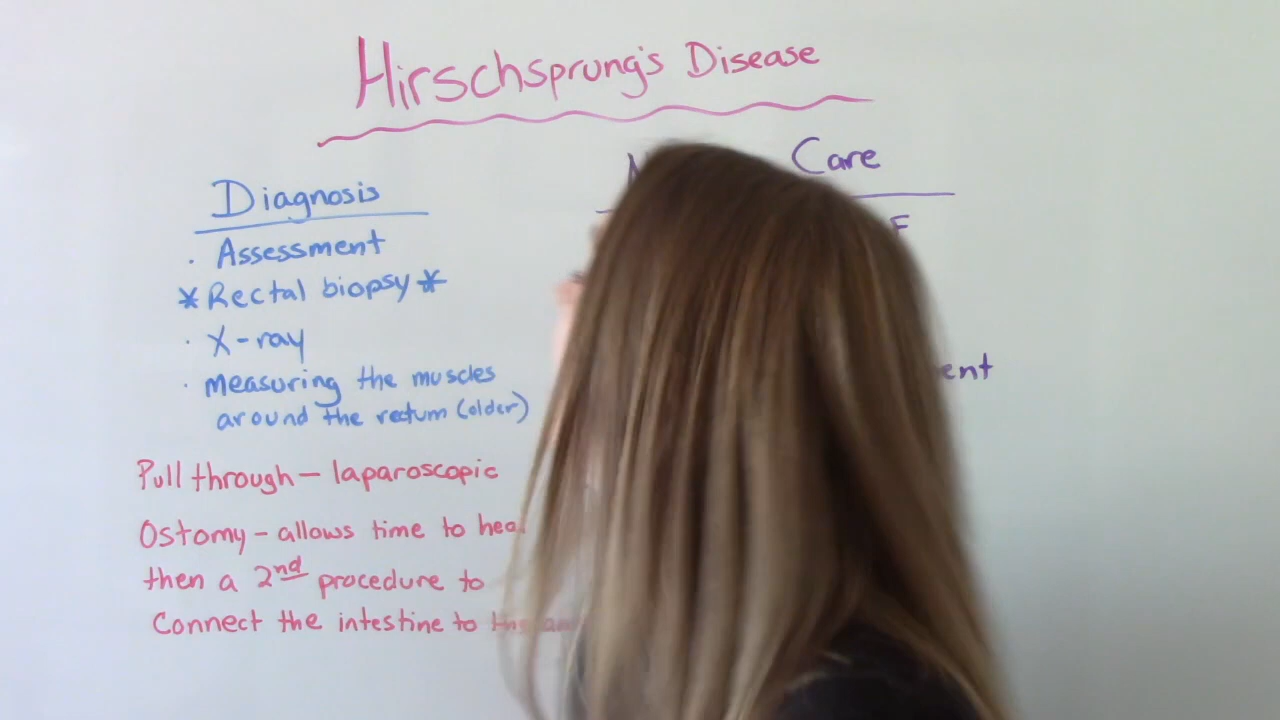 Hirschsprung's Disease
Diagnosis
· Assessment
* Rectal biopsy *
· X-ray
· measuring the muscles
around the rectum (older)
Pull through - laparoscopic
Ostomy - allows time to
then a 2nd procedure to
Connect the intestine to the
Care